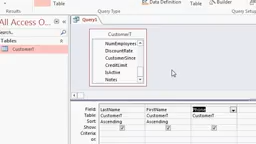 Table
Data Definition
Builder
Results
Query Type
Query Setup
All Access O
Query1
Search...
Tables
CustomerT
CustomerT
NumEmployees
DiscountRate
CustomerSince
CreditLimit
IsActive
Notes
Field: LastName FirstName Phone
Table: CustomerT CustomerT CustomerT
Sort: Ascending Ascending
Show:
Criteria:
or: